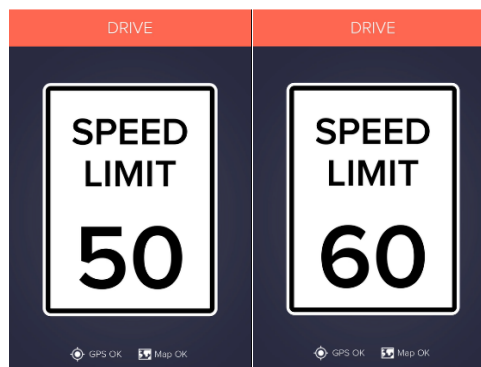 DRIVE
SPEED
LIMIT
50
GPS OK Map OK
DRIVE
SPEED
LIMIT
60
GPS OK Map OK